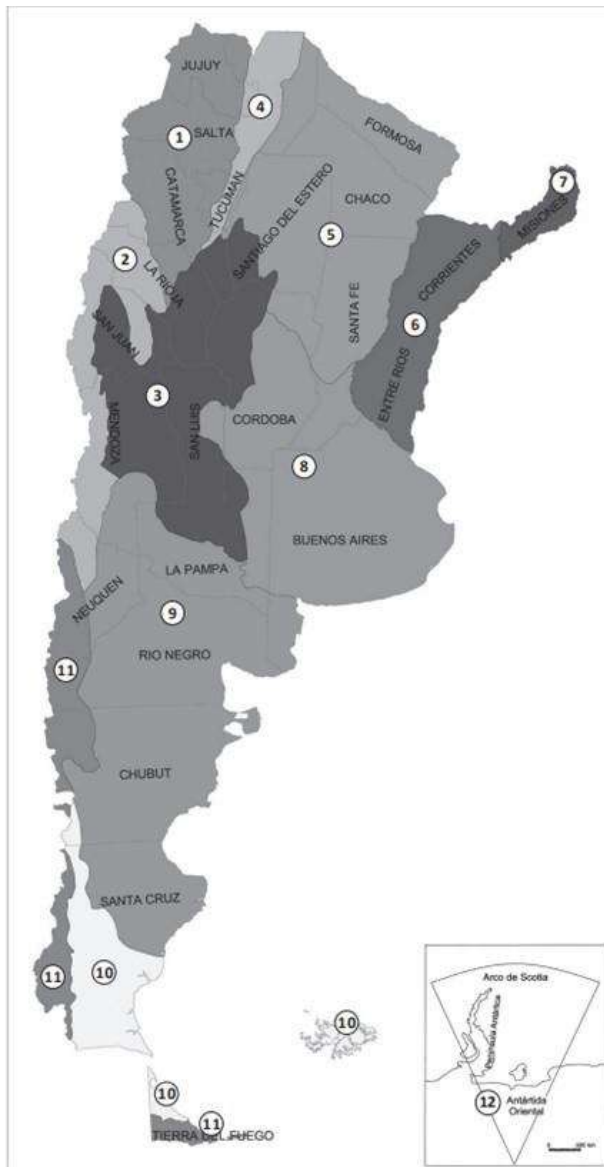 JUJUY
4
1
SALTA
FORMOSA
CATAMARCA
TUCUMAN
SANTIAGO DEL ESTERO
CHACO
7
MISIONES
5
2
LA RIOJA
CORRIENTES
SANTA FE
6
SAN JUAN
3
ENTRE RIOS
MENDOZA
SAN LUIS
CORDOBA
8
BUENOS AIRES
LA PAMPA
NEUQUEN
9
RIO NEGRO
11
CHUBUT
SANTA CRUZ
11
10
10
10
11
TIERRA DEL FUEGO
Arco de Scotia
Península Antártica
12
Antártida
Oriental